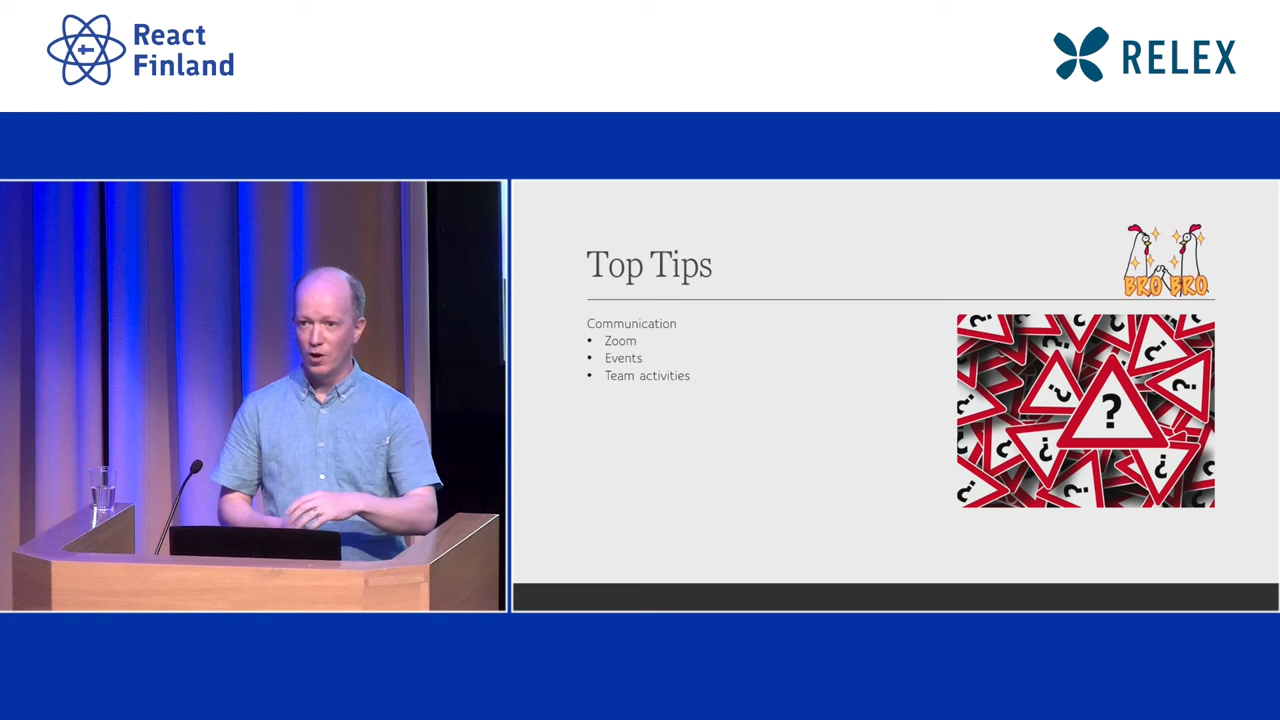 React
Finland
RELEX
Top Tips
BRO BRO
Communication
• Zoom
• Events
• Team activities
?